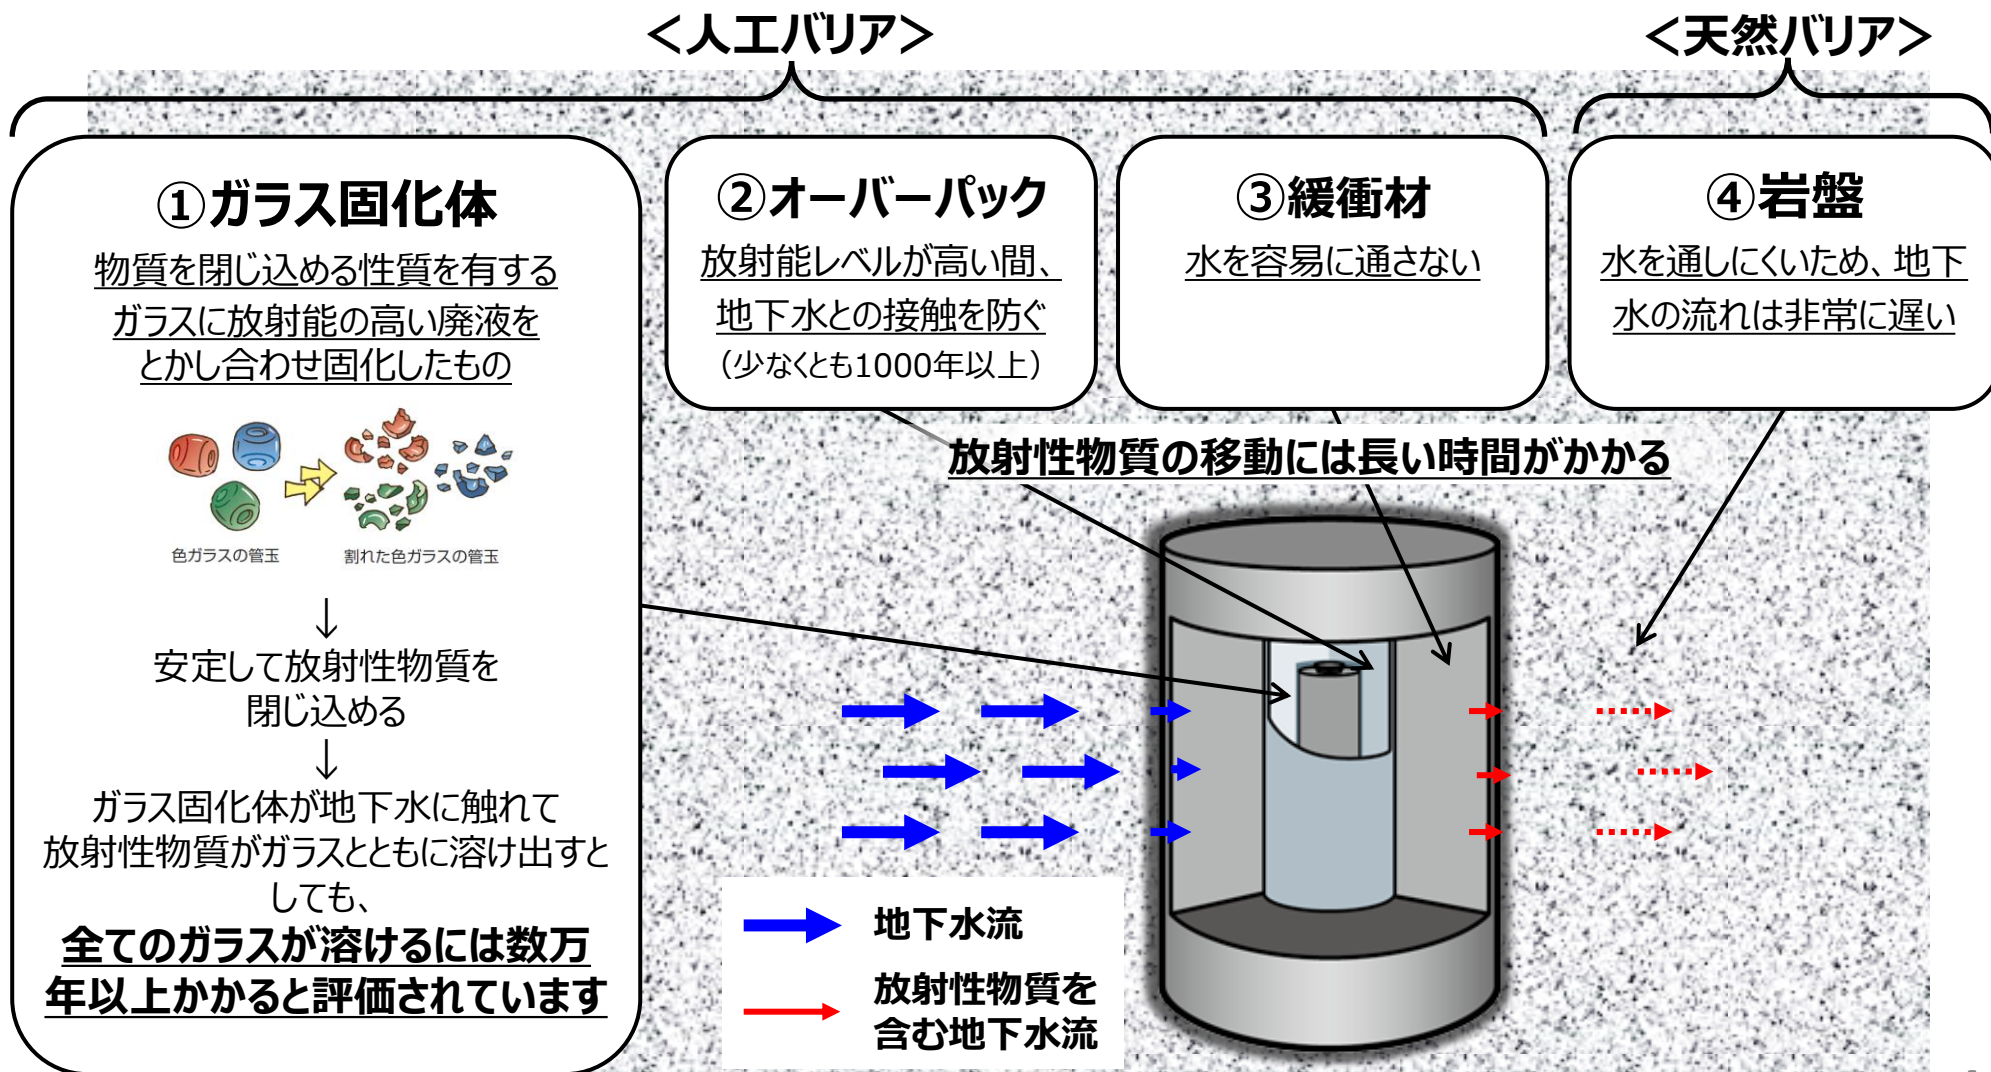 <人工バリア>
<天然バリア>
①ガラス固化体
物質を閉じ込める性質を有する
ガラスに放射能の高い廃液を
とかし合わせ固化したもの
色ガラスの管玉
割れた色ガラスの管玉
↓
安定して放射性物質を
閉じ込める
↓
ガラス固化体が地下水に触れて
放射性物質がガラスとともに溶け出すと
しても、
全てのガラスが溶けるには数万
年以上かかると評価されています
②オーバーパック
放射能レベルが高い間、
地下水との接触を防ぐ
（少なくとも1000年以上）
③緩衝材
水を容易に通さない
④岩盤
水を通しにくいため、地下
水の流れは非常に遅い
放射性物質の移動には長い時間がかかる
地下水流
放射性物質を
含む地下水流